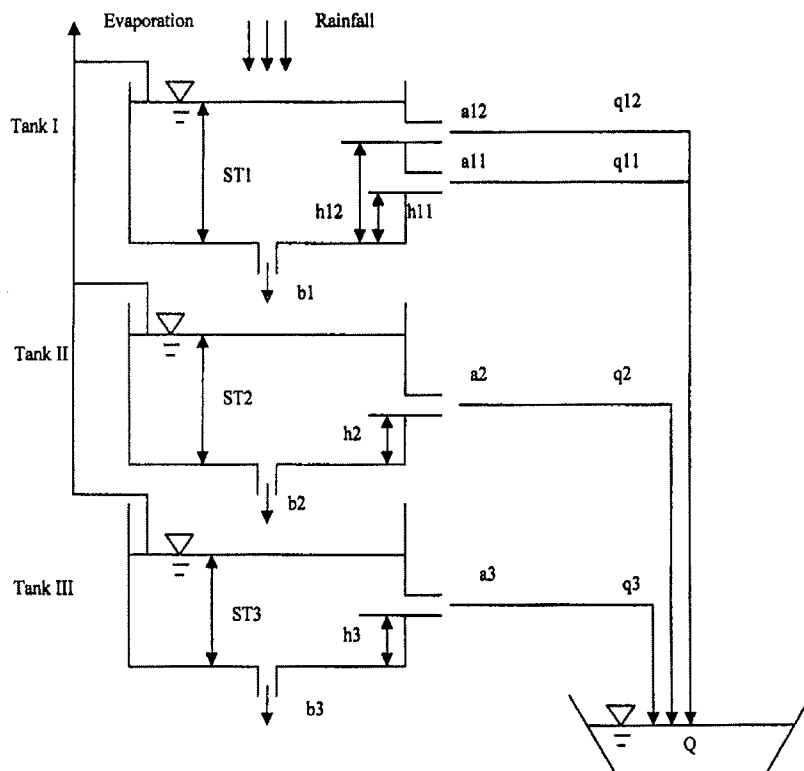 Evaporation Rainfall
a12 q12
Tank I
a11 q11
ST1
h12 h11
b1
Tank II
a2 q2
ST2
h2
b2
a3 q3
Tank III
ST3
h3
b3
Q